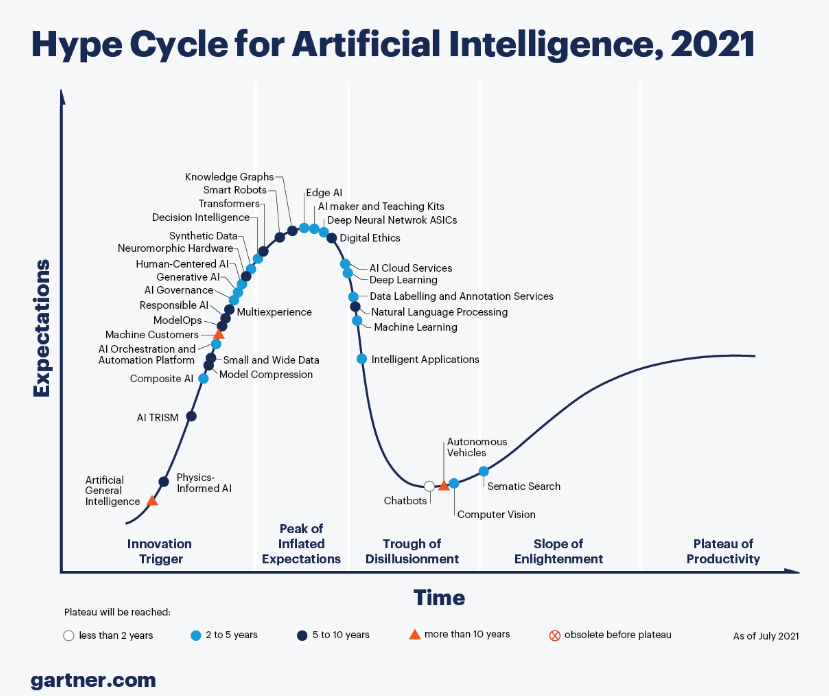 Hype Cycle for Artificial Intelligence, 2021
Expectations
Knowledge Graphs
Smart Robots
Transformers
Decision Intelligence
Synthetic Data
Neuromorphic Hardware
Human-Centered AI
Generative AI
AI Governance
Responsible AI
Multiexperience
ModelOps
Machine Customers
AI Orchestration and
Automation Platform
Small and Wide Data
Model Compression
Composite AI
AI TRISM
Artificial
General
Intelligence
Physics-
Informed AI
Edge AI
AI maker and Teaching Kits
Deep Neural Netwrok ASICs
Digital Ethics
AI Cloud Services
Deep Learning
Data Labelling and Annotation Services
Natural Language Processing
Machine Learning
Intelligent Applications
Autonomous
Vehicles
Chatbots
Sematic Search
Computer Vision
Innovation
Trigger
Peak of
Inflated
Expectations
Trough of
Disillusionment
Slope of
Enlightenment
Plateau of
Productivity
Time
Plateau will be reached:
less than 2 years
2 to 5 years
5 to 10 years
more than 10 years
obsolete before plateau
As of July 2021
gartner.com